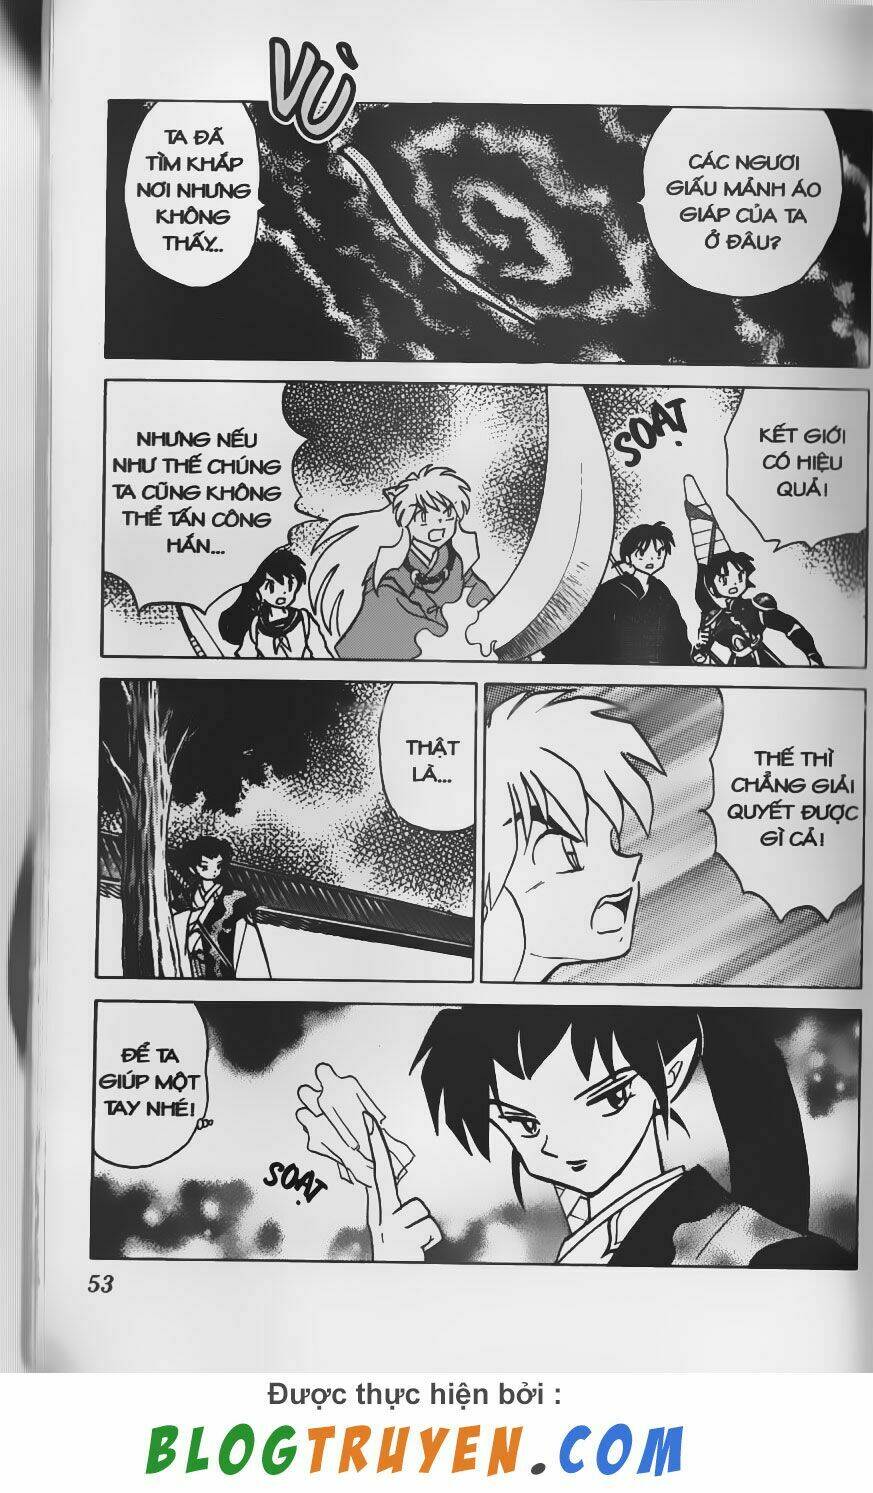 VÙ
TA ĐÃ
TÌM KHẮP
NƠI NHƯNG
KHÔNG
THẤY...
CÁC NGƯƠI
GIẤU MẢNH ÁO
GIÁP CỦA TA
Ở ĐÂU?
NHƯNG NẾU
NHƯ THẾ CHÚNG
TA CŨNG KHÔNG
THỂ TẤN CÔNG
HẮN...
SOẠT
KẾT GIỚI
CÓ HIỆU
QUẢ!
THẬT
LÀ...
THẾ THÌ
CHẲNG GIẢI
QUYẾT ĐƯỢC
GÌ CẢ!
ĐỂ TA
GIÚP MỘT
TAY NHÉ!
SOẠT
53
Được thực hiện bởi :
BLOGTRUYEN.COM